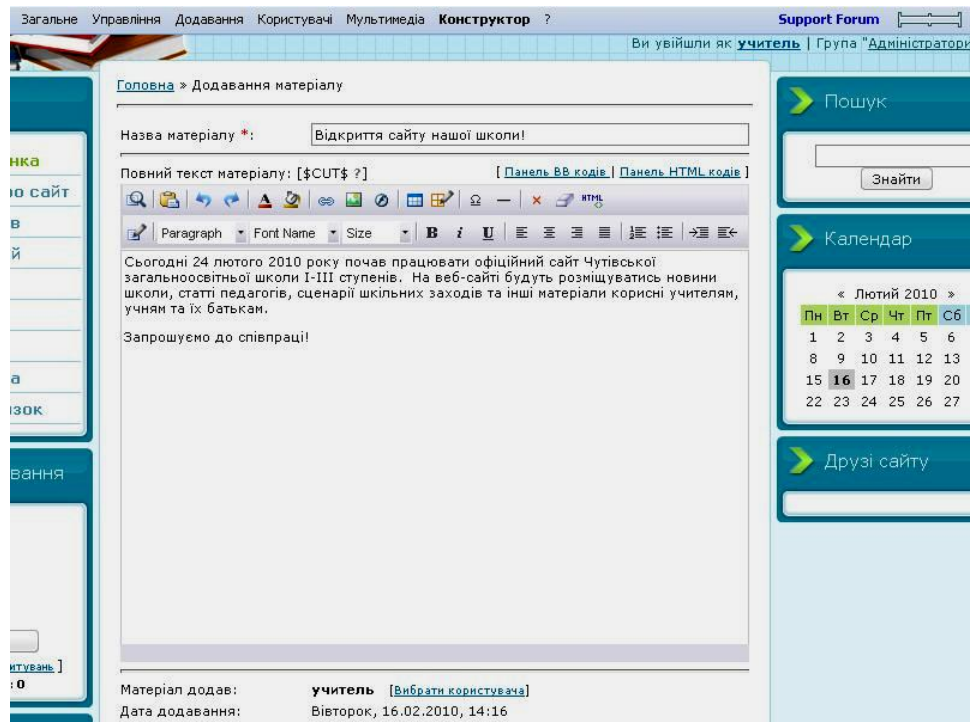 Загальне Управління Додавання Користувачі Мультимедіа Конструктор ? Support Forum
Ви увійшли як учитель | Група "Адміністратори
Головна » Додавання матеріалу
Назва матеріалу *: Відкриття сайту нашої школи!
Повний текст матеріалу: [$CUT$ ?] [ Панель BB кодів | Панель HTML кодів ]
HTML
Paragraph Font Name Size B i U
Сьогодні 24 лютого 2010 року почав працювати офіційний сайт Чутівської
загальноосвітньої школи І-ІІІ ступенів. На веб-сайті будуть розміщуватись новини
школи, статті педагогів, сценарії шкільних заходів та інші матеріали корисні учителям,
учням та їх батькам.
Запрошуємо до співпраці!
Матеріал додав: учитель [Вибрати користувача]
Дата додавання: Вівторок, 16.02.2010, 14:16
нка
ро сайт
в
й
а
язок
вання
итувань ]
: 0
Пошук
Знайти
Календар
« Лютий 2010 »
Пн Вт Ср Чт Пт Сб
1 2 3 4 5 6
8 9 10 11 12 13
15 16 17 18 19 20
22 23 24 25 26 27
Друзі сайту